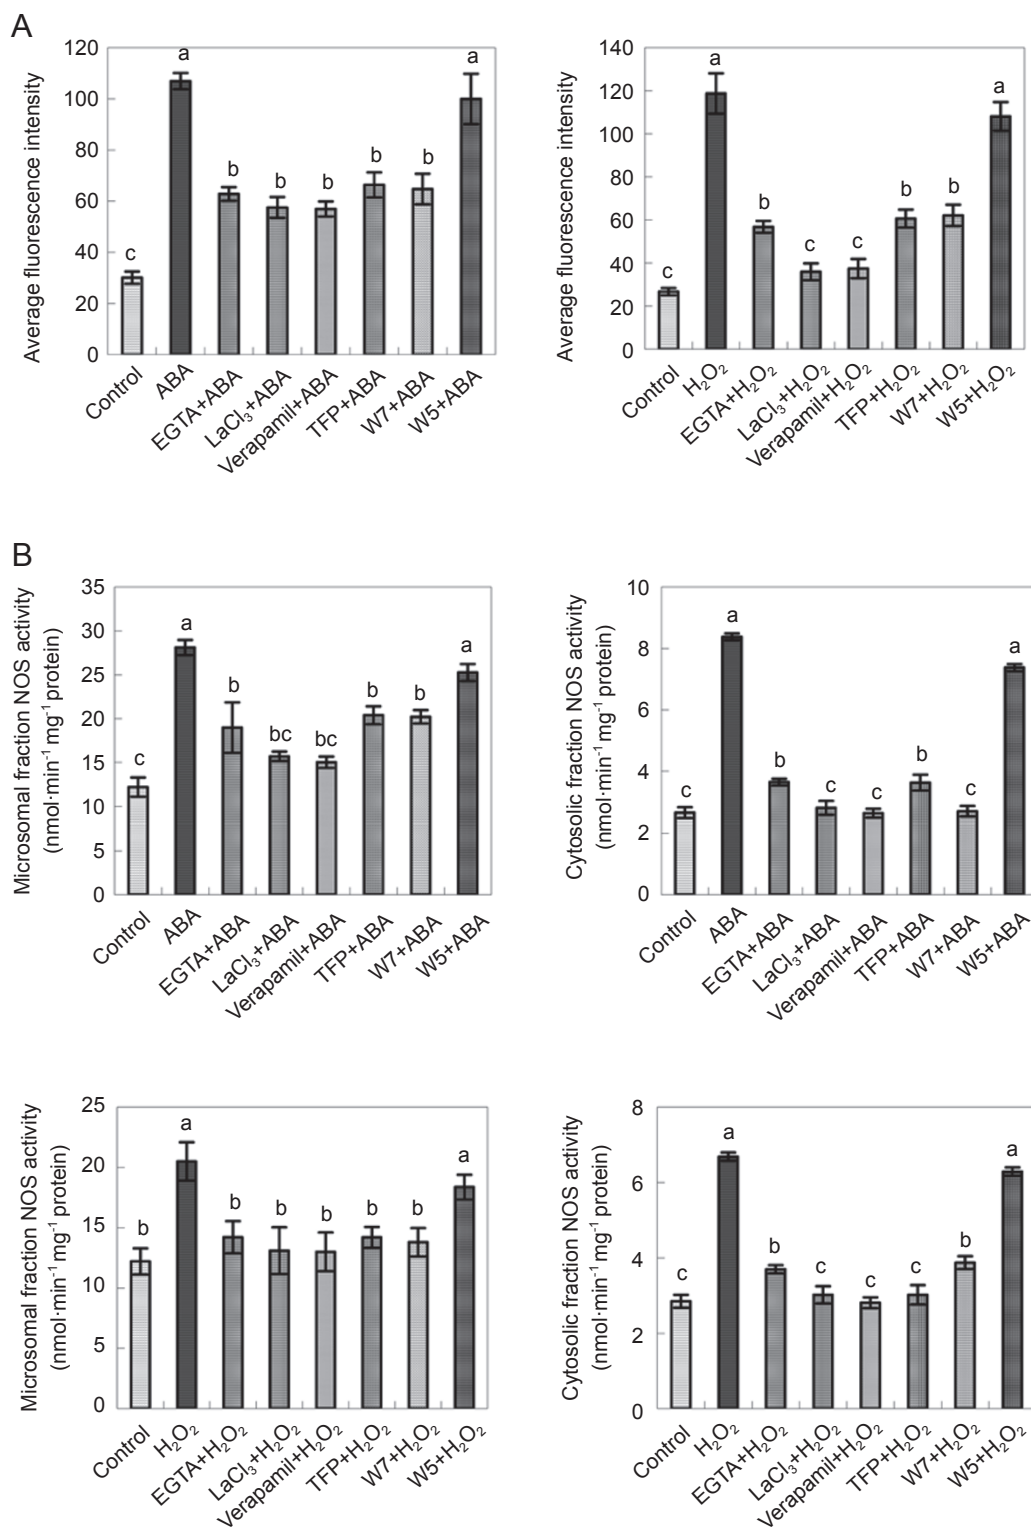 A
Average fluorescence intensity
120
100
80
60
40
20
0
c
a
b
b
b
b
b
a
Control
ABA
EGTA+ABA
LaCl₃+ABA
Verapamil+ABA
TFP+ABA
W7+ABA
W5+ABA
Average fluorescence intensity
140
120
100
80
60
40
20
0
c
a
b
c
c
b
b
a
Control
H₂O₂
EGTA+H₂O₂
LaCl₃+H₂O₂
Verapamil+H₂O₂
TFP+H₂O₂
W7+H₂O₂
W5+H₂O₂
B
Microsomal fraction NOS activity
(nmol·min⁻¹ mg⁻¹ protein)
35
30
25
20
15
10
5
0
c
a
b
bc
bc
b
b
a
Control
ABA
EGTA+ABA
LaCl₃+ABA
Verapamil+ABA
TFP+ABA
W7+ABA
W5+ABA
Cytosolic fraction NOS activity
(nmol·min⁻¹ mg⁻¹ protein)
10
8
6
4
2
0
c
a
b
c
c
b
c
a
Control
ABA
EGTA+ABA
LaCl₃+ABA
Verapamil+ABA
TFP+ABA
W7+ABA
W5+ABA
Microsomal fraction NOS activity
(nmol·min⁻¹ mg⁻¹ protein)
25
20
15
10
5
0
b
a
b
b
b
b
b
a
Control
H₂O₂
EGTA+H₂O₂
LaCl₃+H₂O₂
Verapamil+H₂O₂
TFP+H₂O₂
W7+H₂O₂
W5+H₂O₂
Cytosolic fraction NOS activity
(nmol·min⁻¹ mg⁻¹ protein)
8
6
4
2
0
c
a
b
c
c
c
b
a
Control
H₂O₂
EGTA+H₂O₂
LaCl₃+H₂O₂
Verapamil+H₂O₂
TFP+H₂O₂
W7+H₂O₂
W5+H₂O₂